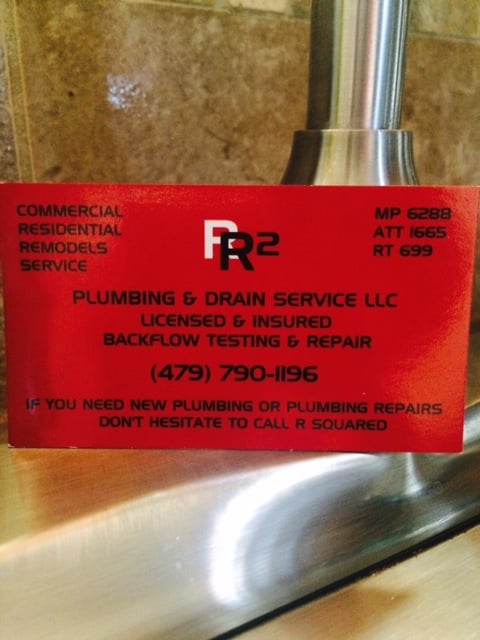 COMMERCIAL
RESIDENTIAL
REMODELS
SERVICE
RR2
MP 6288
ATT 1665
RT 699
PLUMBING & DRAIN SERVICE LLC
LICENSED & INSURED
BACKFLOW TESTING & REPAIR
(479) 790-1196
IF YOU NEED NEW PLUMBING OR PLUMBING REPAIRS
DON'T HESITATE TO CALL R SQUARED